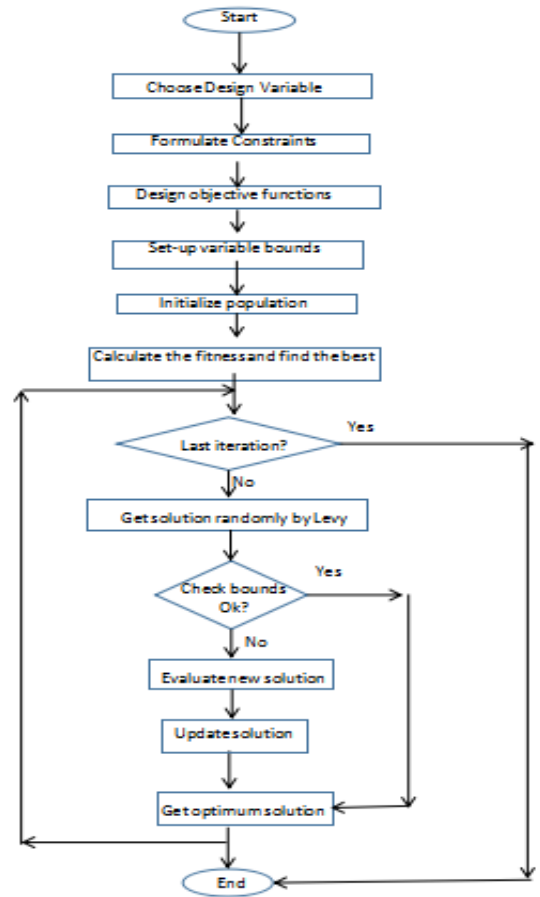 Start
Choose Design Variable
Formulate Constraints
Design objective functions
Set-up variable bounds
Initialize population
Calculate the fitness and find the best
Last iteration?
Yes
No
Get solution randomly by Levy
Check bounds
Ok?
Yes
No
Evaluate new solution
Update solution
Get optimum solution
End